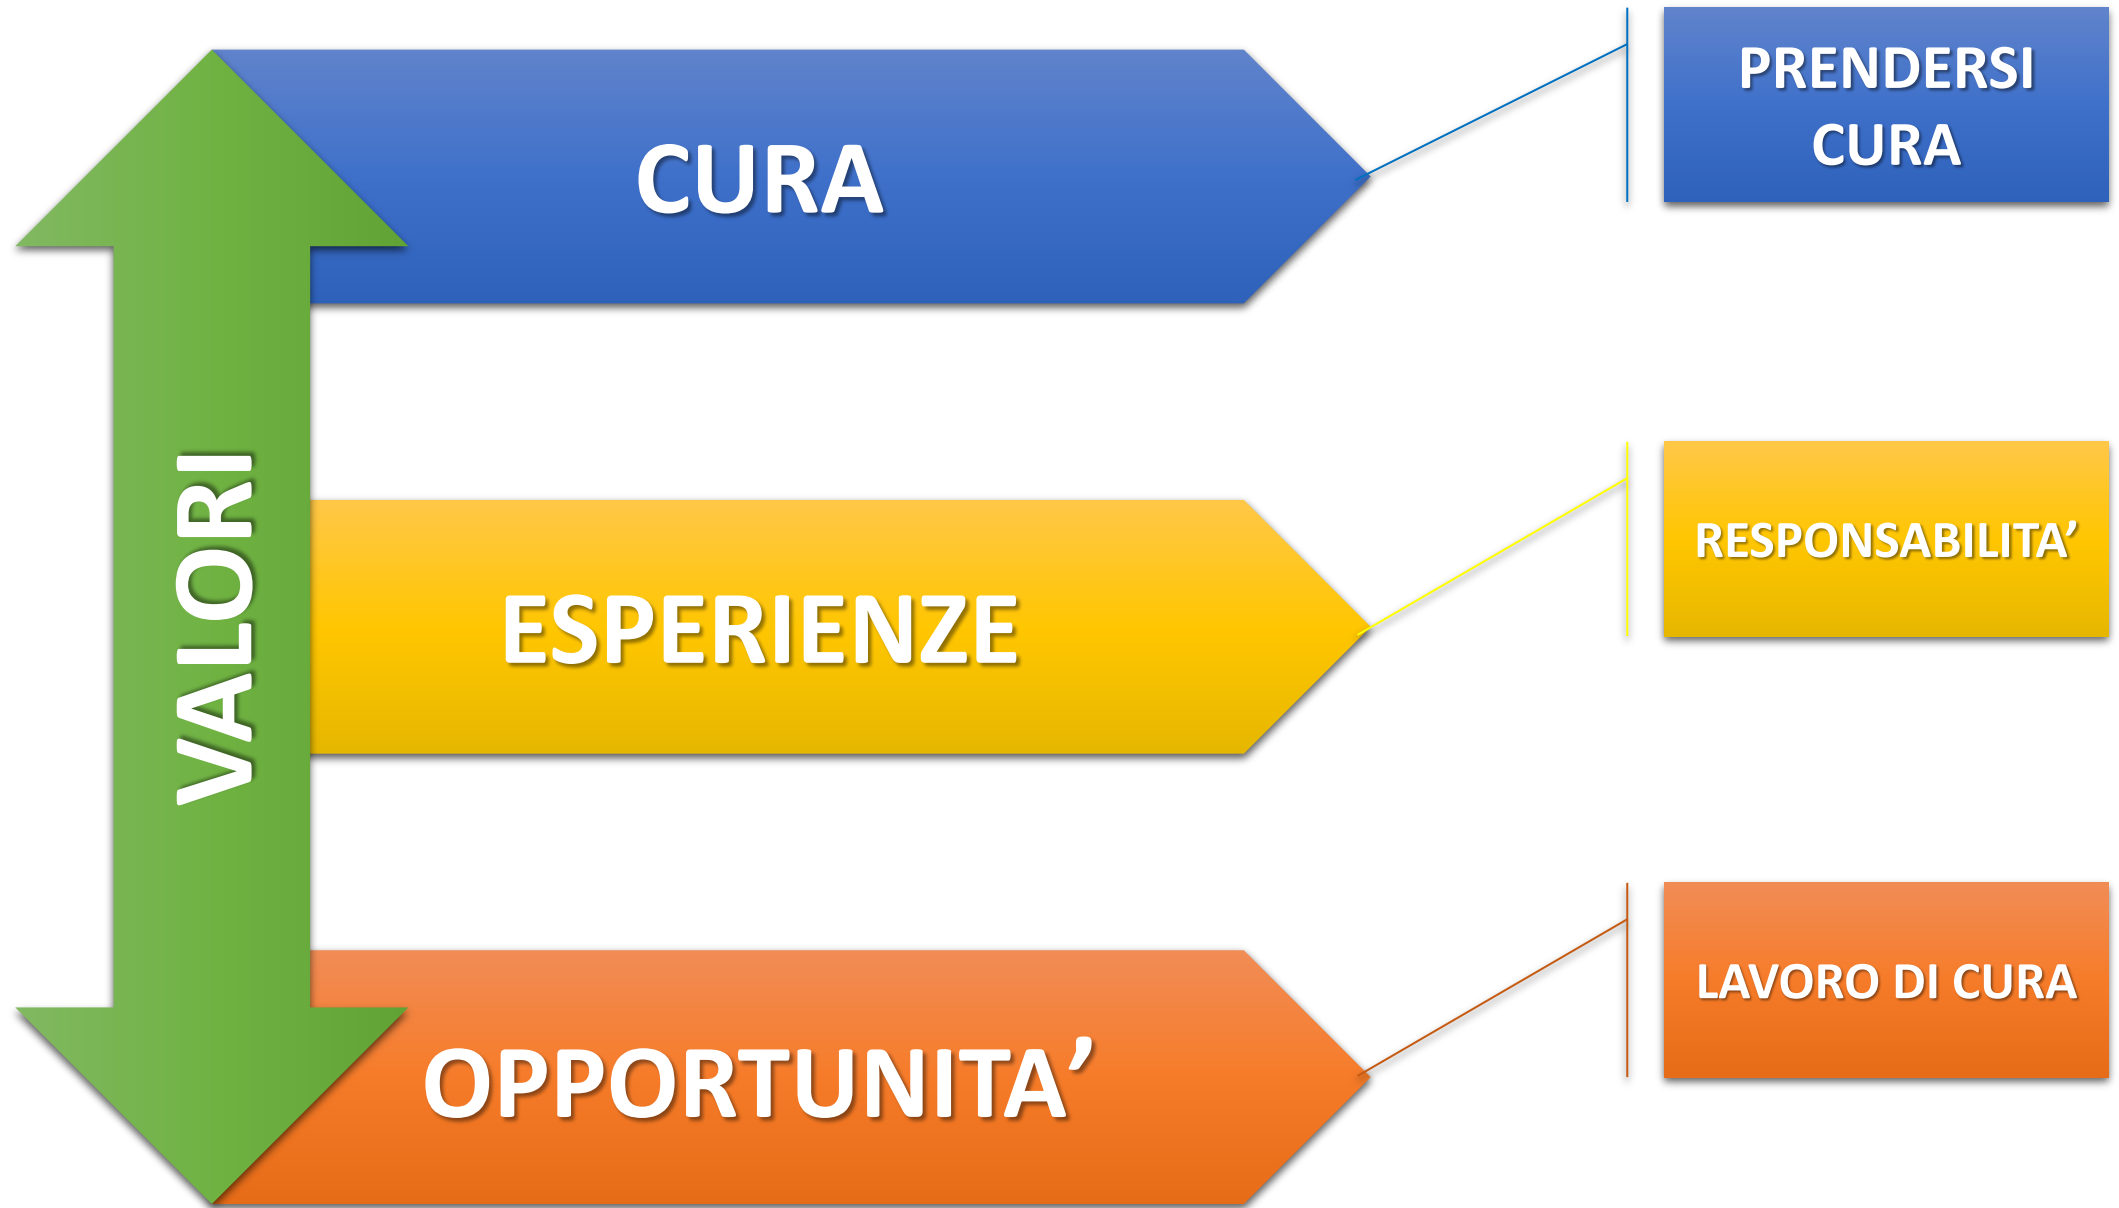 VALORI
CURA
PRENDERSI
CURA
ESPERIENZE
RESPONSABILITA’
OPPORTUNITA’
LAVORO DI CURA